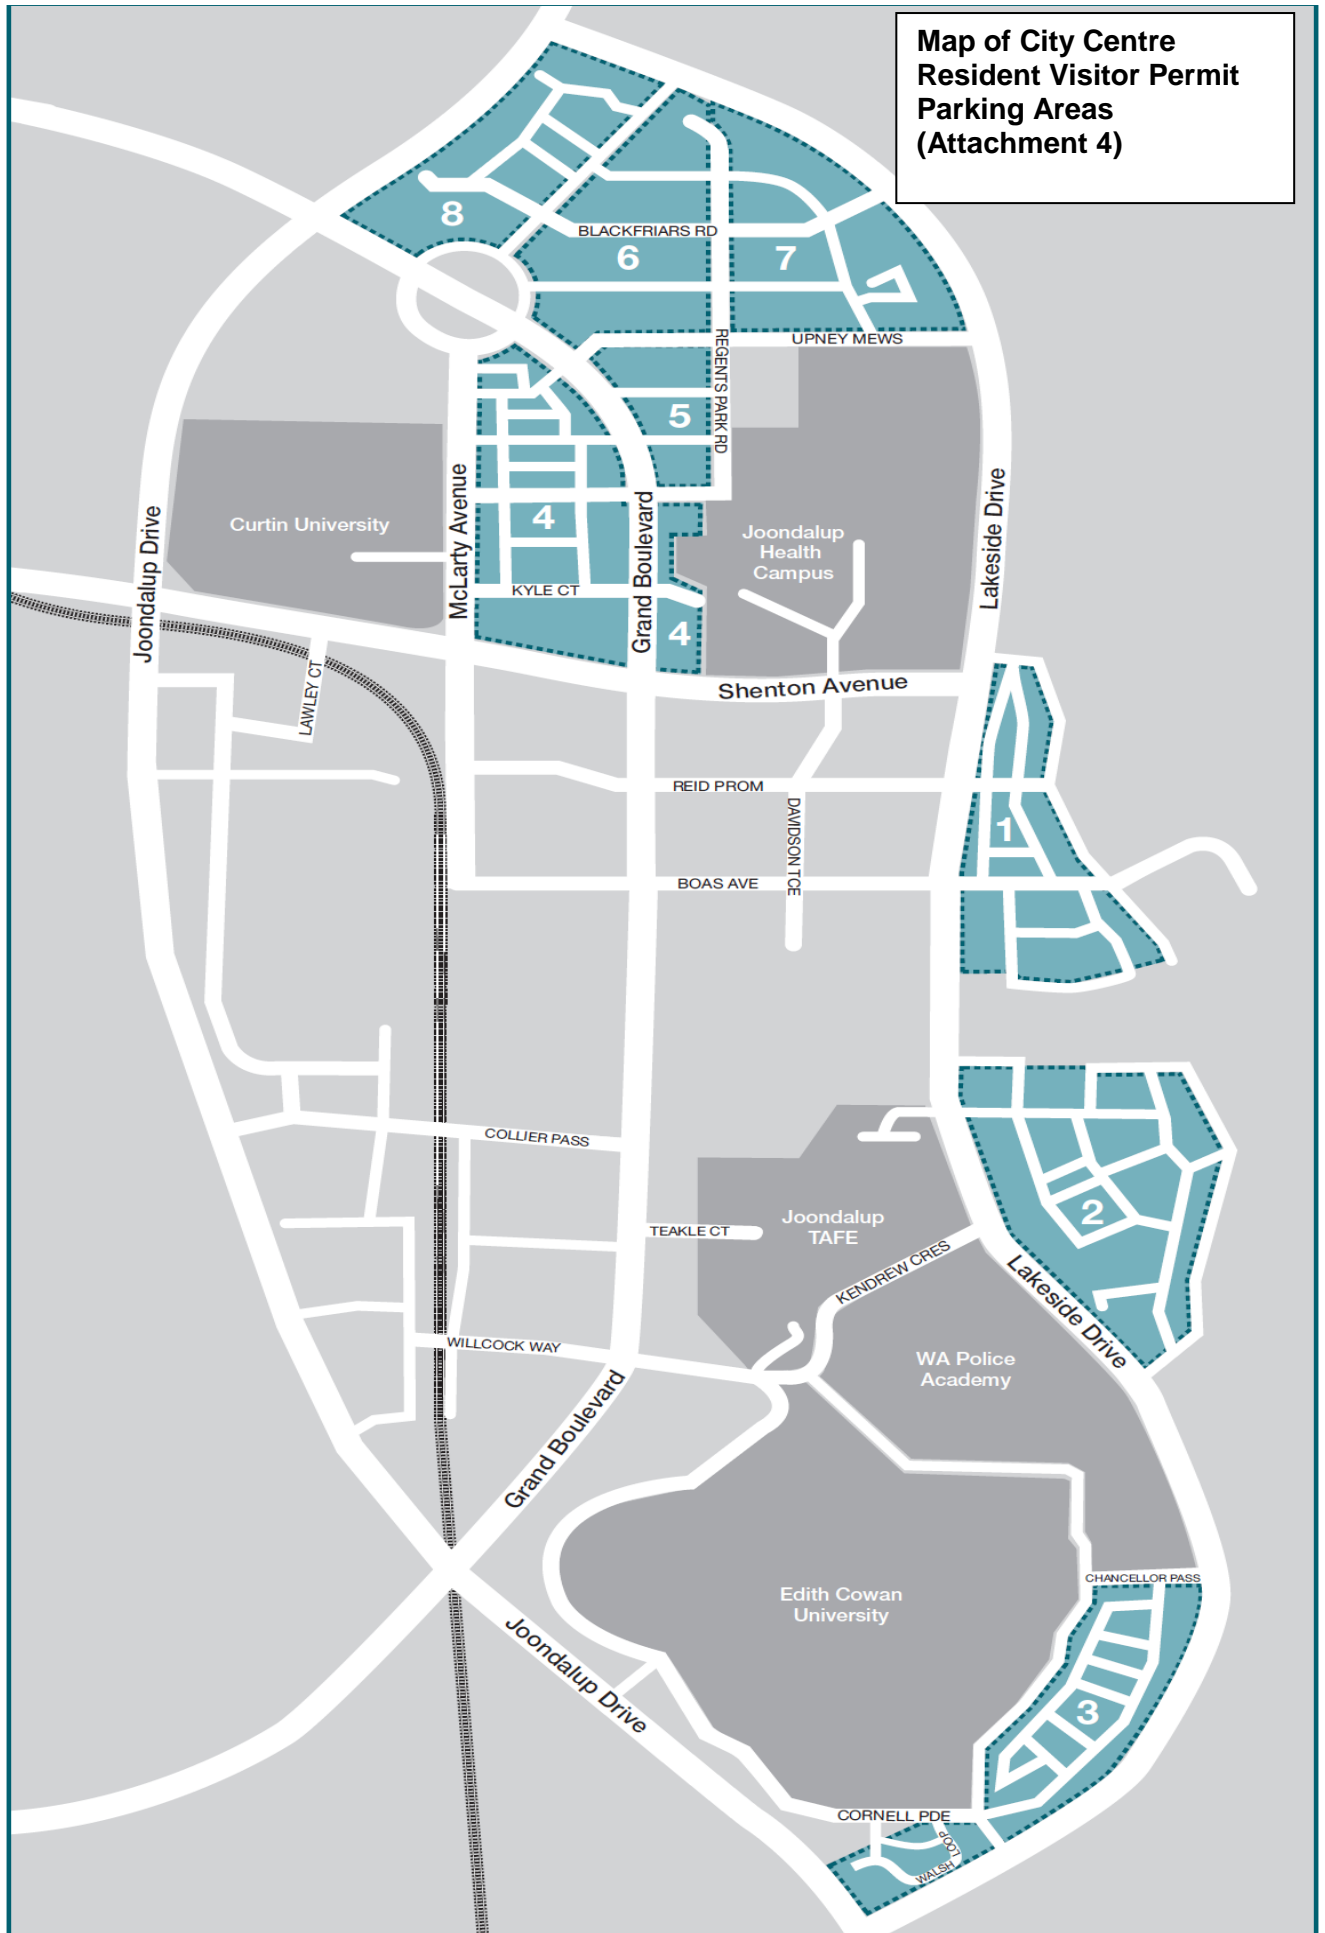 Map of City Centre
Resident Visitor Permit
Parking Areas
(Attachment 4)
8
BLACKFRIARS RD
6
7
UPNEY MEWS
REGENTS PARK RD
5
McLarty Avenue
Lakeside Drive
Grand Boulevard
Joondalup Drive
4
Curtin University
Joondalup
Health
Campus
KYLE CT
4
LAWLEY CT
Shenton Avenue
REID PROM
DAVIDSON TCE
1
BOAS AVE
COLLIER PASS
2
TEAKLE CT
Joondalup
TAFE
KENDREW CRES
Lakeside Drive
WILLCOCK WAY
WA Police
Academy
Grand Boulevard
CHANCELLOR PASS
Edith Cowan
University
Joondalup Drive
3
CORNELL PDE
WALSH
LOOP